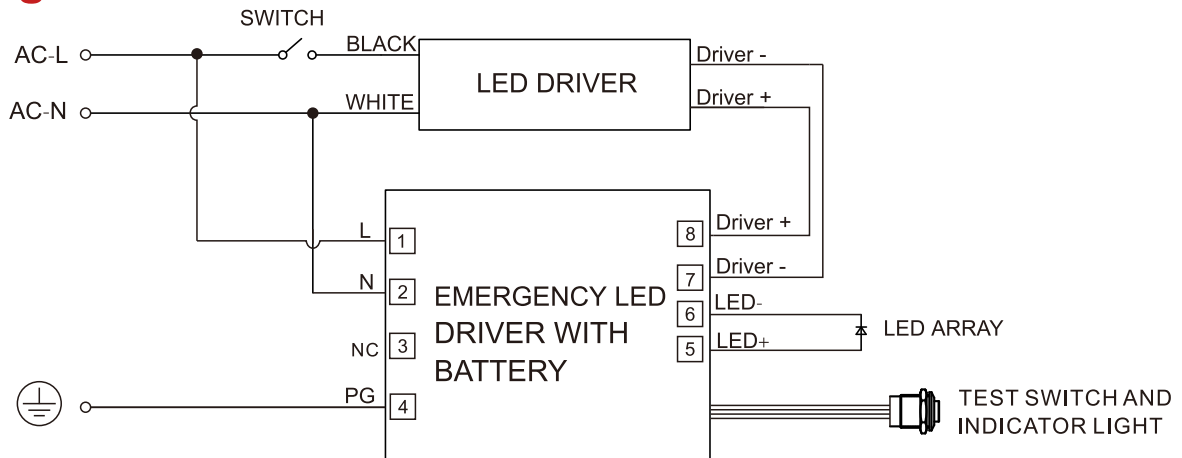 SWITCH
AC-L
BLACK
LED DRIVER
Driver -
AC-N
WHITE
Driver +
L
1
8
Driver +
N
2
7
Driver -
EMERGENCY LED
DRIVER WITH
BATTERY
6
LED-
LED ARRAY
NC
3
5
LED+
PG
4
TEST SWITCH AND
INDICATOR LIGHT